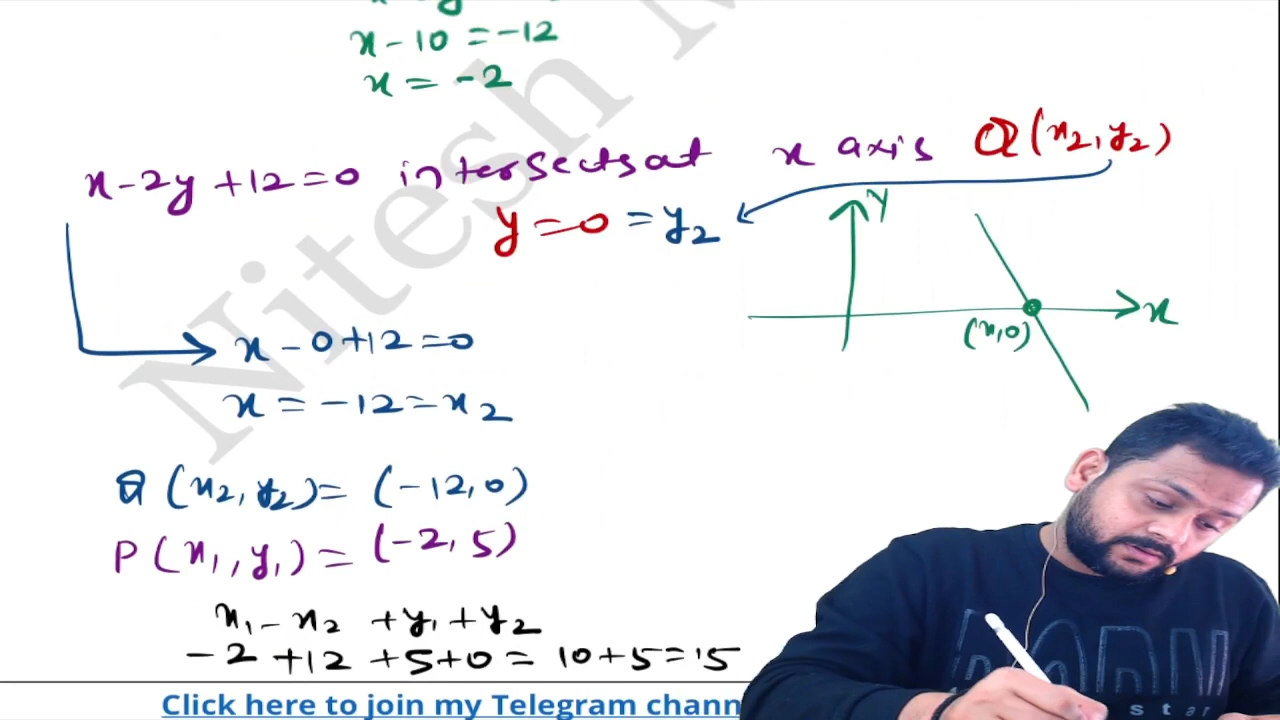 x - 10 = -12
x = -2
x - 2y + 12 = 0 intersects at x axis Q(x₂, y₂)
y = 0 = y₂
y
x
(x,0)
x - 0 + 12 = 0
x = -12 = x₂
Q (x₂, y₂) = (-12, 0)
P (x₁, y₁) = (-2, 5)
x₁ - x₂ + y₁ + y₂
-2 + 12 + 5 + 0 = 10 + 5 = 15
Click here to join my Telegram chann
star
Nitesh